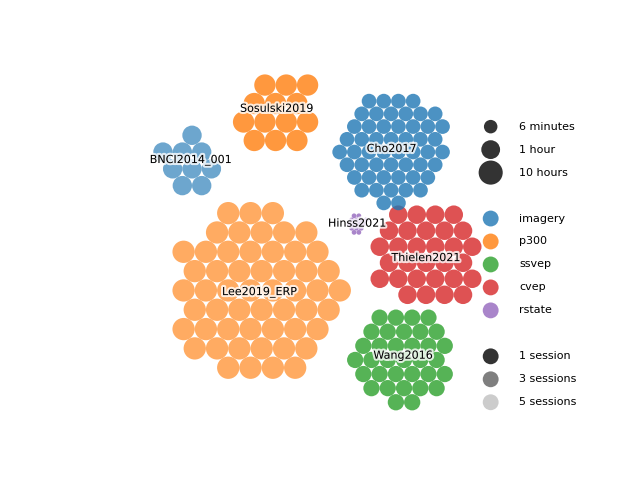 Sosulski2019
BNCI2014_001
Cho2017
Hinss2021
Thielen2021
Lee2019_ERP
Wang2016
6 minutes
1 hour
10 hours
imagery
p300
ssvep
cvep
rstate
1 session
3 sessions
5 sessions